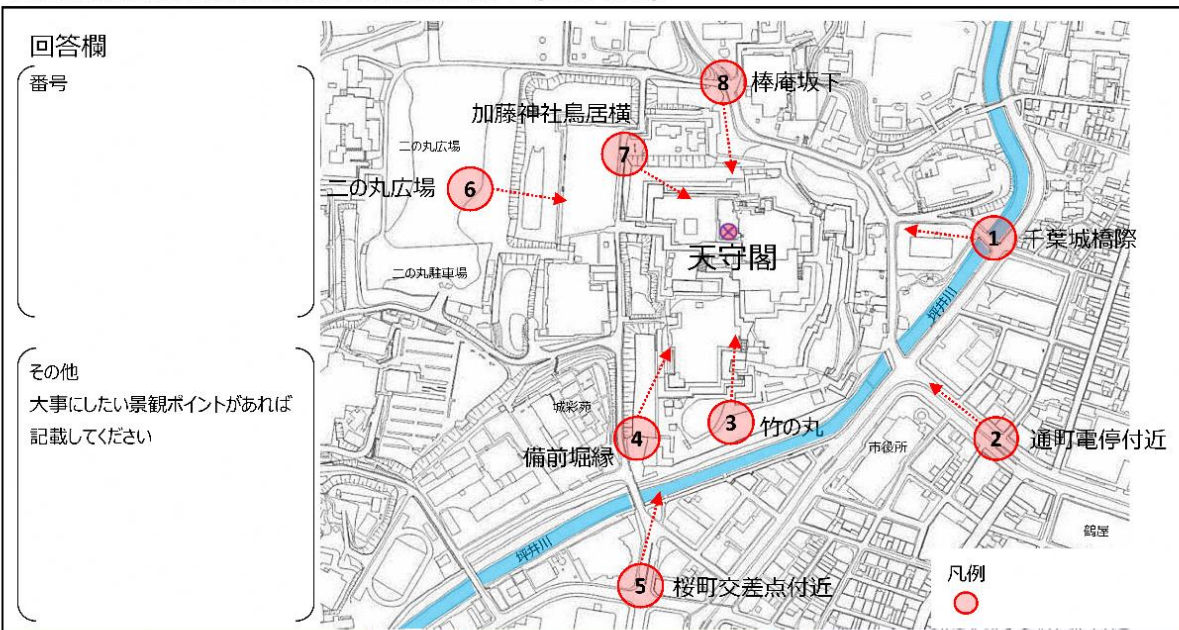 回答欄
番号
その他
大事にしたい景観ポイントがあれば
記載してください
8 棒庵坂下
加藤神社鳥居横
7
二の丸広場
二の丸広場 6
天守閣
1 千葉城橋際
二の丸駐車場
坪井川
城彩苑
4
備前堀縁
3 竹の丸
市役所
2 通町電停付近
鶴屋
坪井川
5 桜町交差点付近
凡例